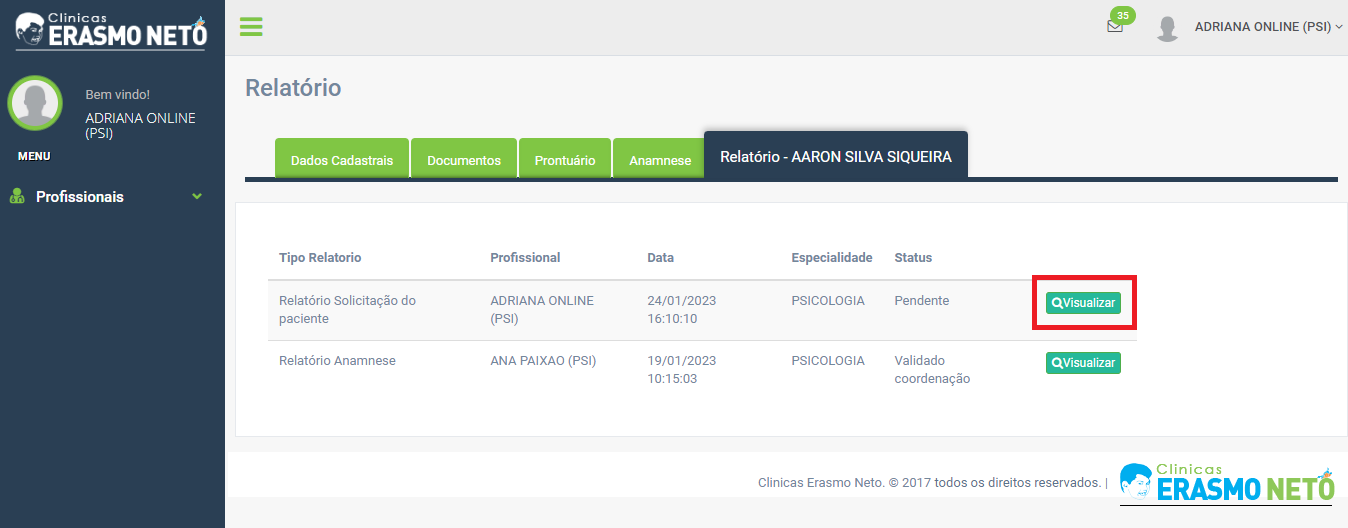 Clinicas
ERASMO NETO
35
ADRIANA ONLINE (PSI)
Bem vindo!
ADRIANA ONLINE
(PSI)
MENU
Profissionais
Relatório
Dados Cadastrais
Documentos
Prontuário
Anamnese
Relatório - AARON SILVA SIQUEIRA
Tipo Relatorio Profissional Data Especialidade Status
Relatório Solicitação do ADRIANA ONLINE 24/01/2023 PSICOLOGIA Pendente Visualizar
paciente (PSI) 16:10:10
Relatório Anamnese ANA PAIXAO (PSI) 19/01/2023 PSICOLOGIA Validado Visualizar
10:15:03 coordenação
Clinicas Erasmo Neto. © 2017 todos os direitos reservados. |
Clinicas
ERASMO NETO